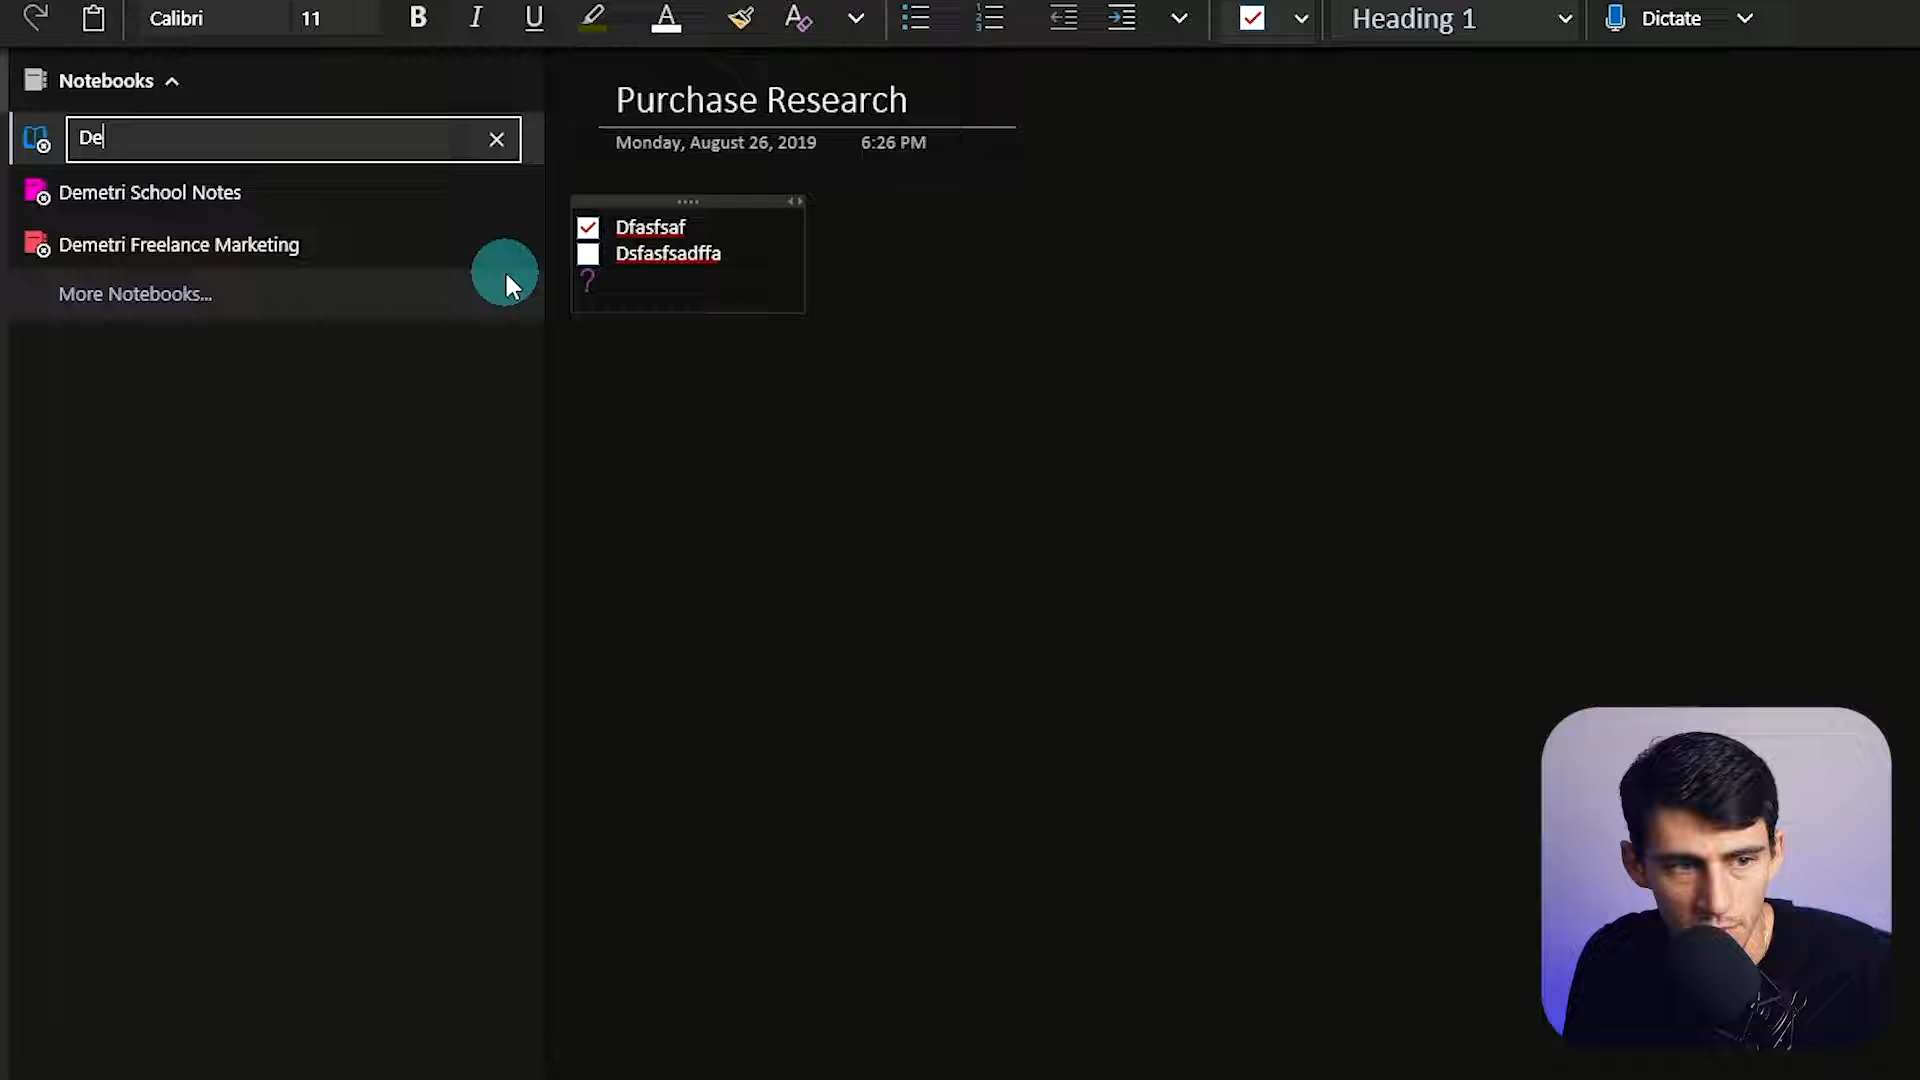 Calibri 11 B I U A A Heading 1 Dictate
Notebooks
De
Demetri School Notes
Demetri Freelance Marketing
More Notebooks...
Purchase Research
Monday, August 26, 2019 6:26 PM
Dfasfsaf
Dsfasfsadffa
?